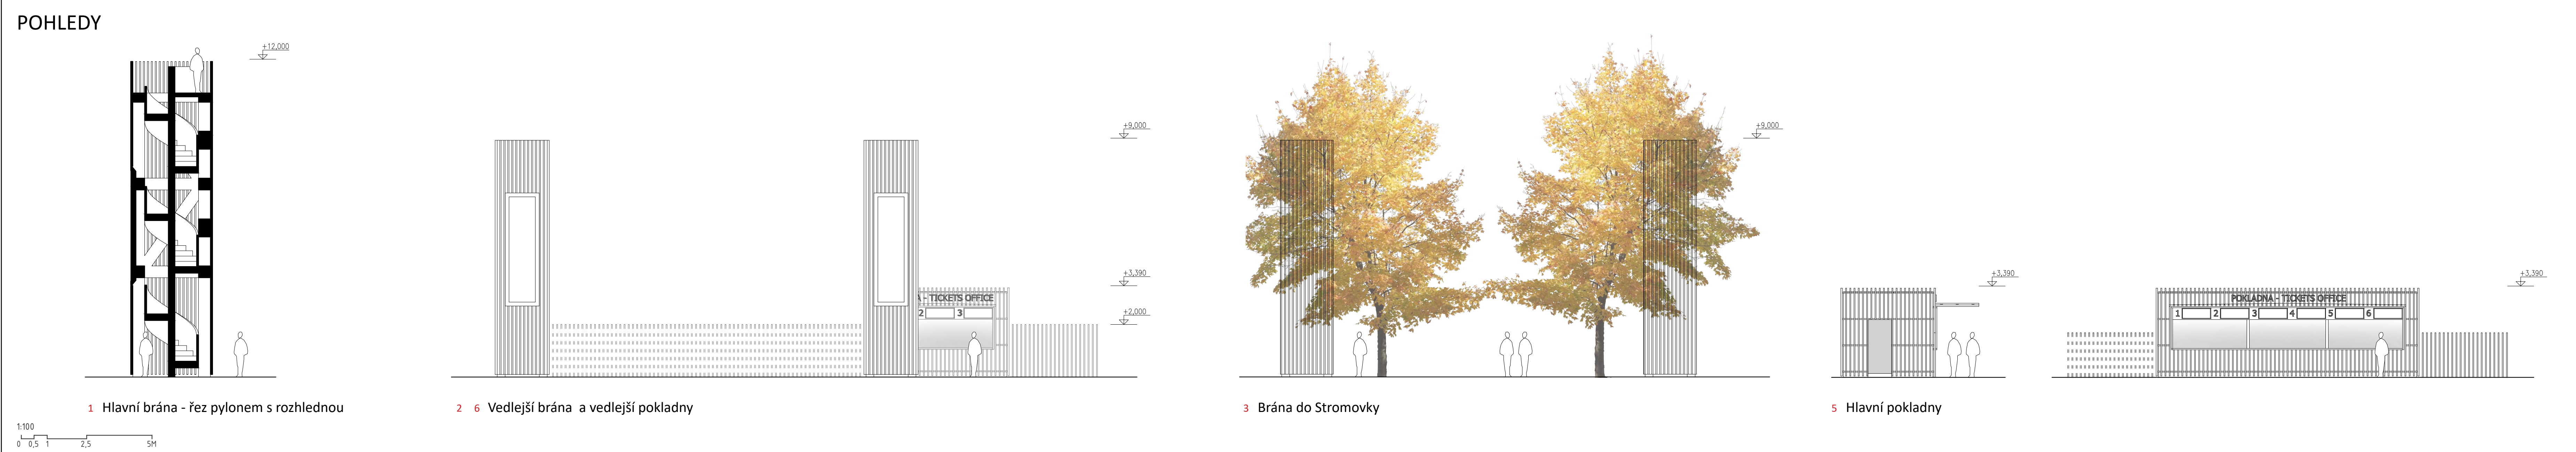 POHLEDY
+12,000
+9,000
+3,390
+2,000
A - TICKETS OFFICE
2 3
+9,000
+3,390
+3,390
POKLADNA - TICKETS OFFICE
1 2 3 4 5 6
1 Hlavní brána - řez pylonem s rozhlednou
2 6 Vedlejší brána a vedlejší pokladny
3 Brána do Stromovky
5 Hlavní pokladny
1:100
0 0,5 1 2,5 5M